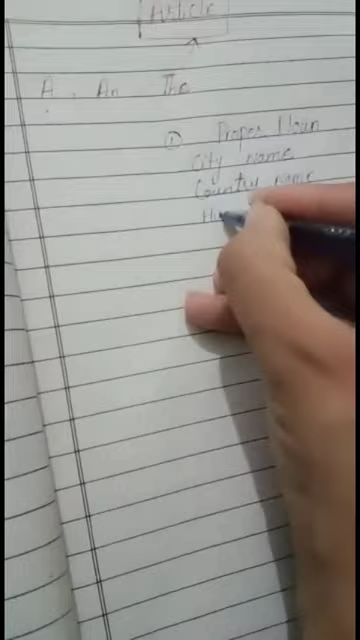 Article
A. An The
① Proper Noun
City name
Country name